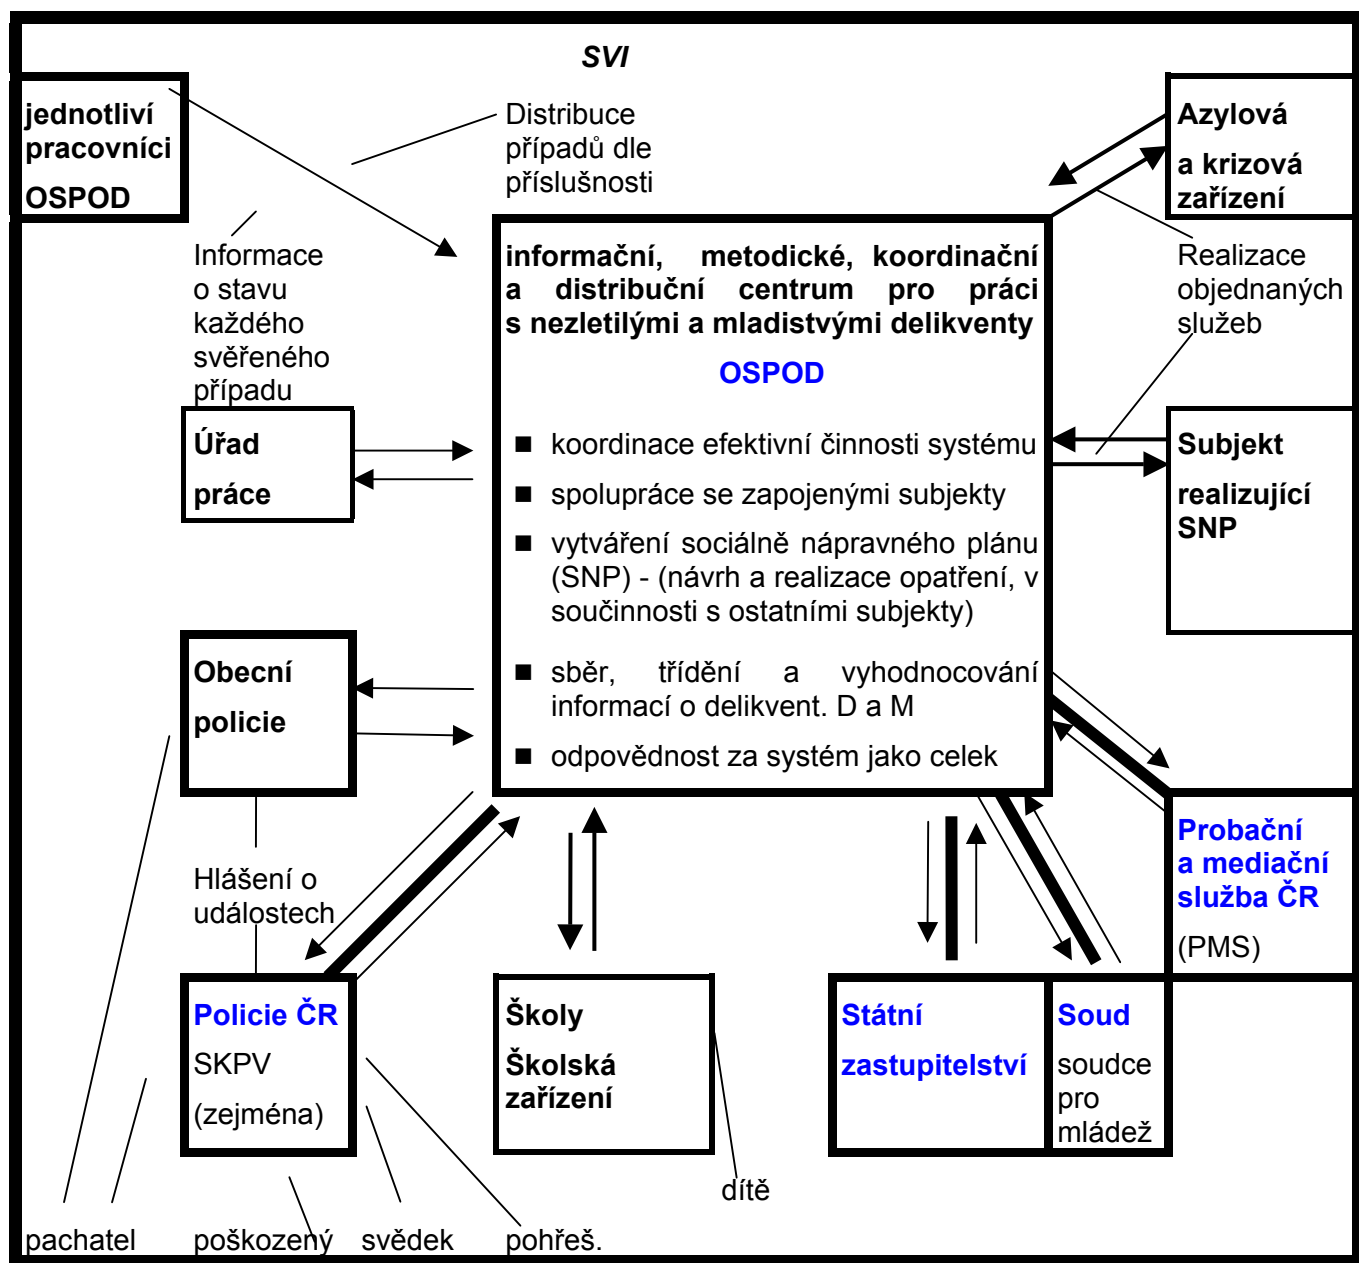 SVI
jednotliví
pracovníci
OSPOD
Distribuce
případů dle
příslušnosti
Azylová
a krizová
zařízení
Informace
o stavu
každého
svěřeného
případu
informační, metodické, koordinační
a distribuční centrum pro práci
s nezletilými a mladistvými delikventy
OSPOD
■ koordinace efektivní činnosti systému
■ spolupráce se zapojenými subjekty
■ vytváření sociálně nápravného plánu
(SNP) - (návrh a realizace opatření, v
součinnosti s ostatními subjekty)
■ sběr, třídění a vyhodnocování
informací o delikvent. D a M
■ odpovědnost za systém jako celek
Realizace
objednaných
služeb
Úřad
práce
Subjekt
realizující
SNP
Obecní
policie
Hlášení o
událostech
Probační
a mediační
služba ČR
(PMS)
Policie ČR
SKPV
(zejména)
Školy
Školská
zařízení
Státní
zastupitelství
Soud
soudce
pro
mládež
dítě
pachatel
poškozený
svědek
pohřeš.